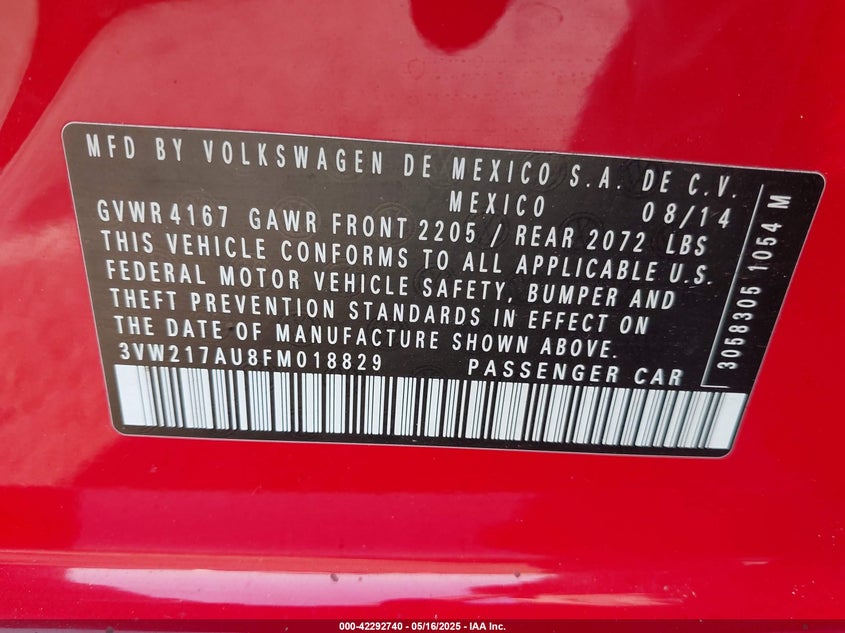 MFD BY VOLKSWAGEN DE MEXICO S.A. DE C.V.
MEXICO 08/14
GVWR 4167 GAWR FRONT 2205 / REAR 2072 LBS
THIS VEHICLE CONFORMS TO ALL APPLICABLE U.S.
FEDERAL MOTOR VEHICLE SAFETY, BUMPER AND
THEFT PREVENTION STANDARDS IN EFFECT ON
THE DATE OF MANUFACTURE SHOWN ABOVE.
3VW217AU8FM018829 PASSENGER CAR
3058305 1054 M
000-42292740 - 05/16/2025 - IAA Inc.